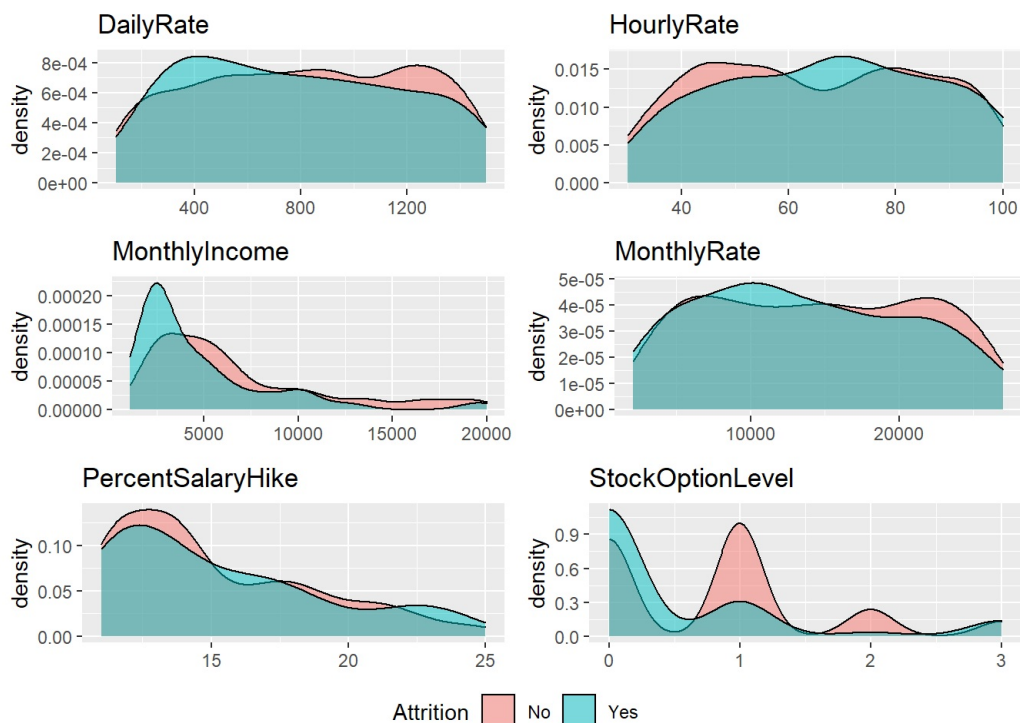 DailyRate
density
8e-04
6e-04
4e-04
2e-04
0e+00
400
800
1200
HourlyRate
density
0.015
0.010
0.005
0.000
40
60
80
100
MonthlyIncome
density
0.00020
0.00015
0.00010
0.00005
0.00000
5000
10000
15000
20000
MonthlyRate
density
5e-05
4e-05
3e-05
2e-05
1e-05
0e+00
10000
20000
PercentSalaryHike
density
0.10
0.05
0.00
15
20
25
StockOptionLevel
density
0.9
0.6
0.3
0.0
0
1
2
3
Attrition No Yes